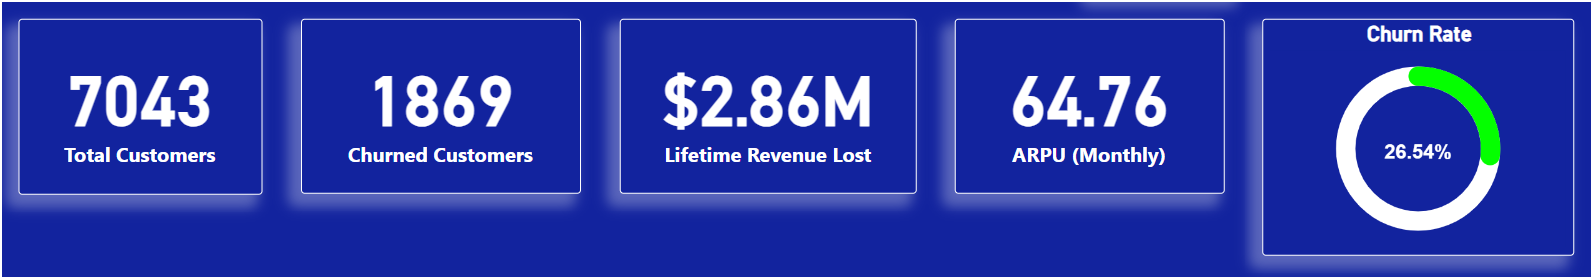 7043
Total Customers
1869
Churned Customers
$2.86M
Lifetime Revenue Lost
64.76
ARPU (Monthly)
Churn Rate
26.54%